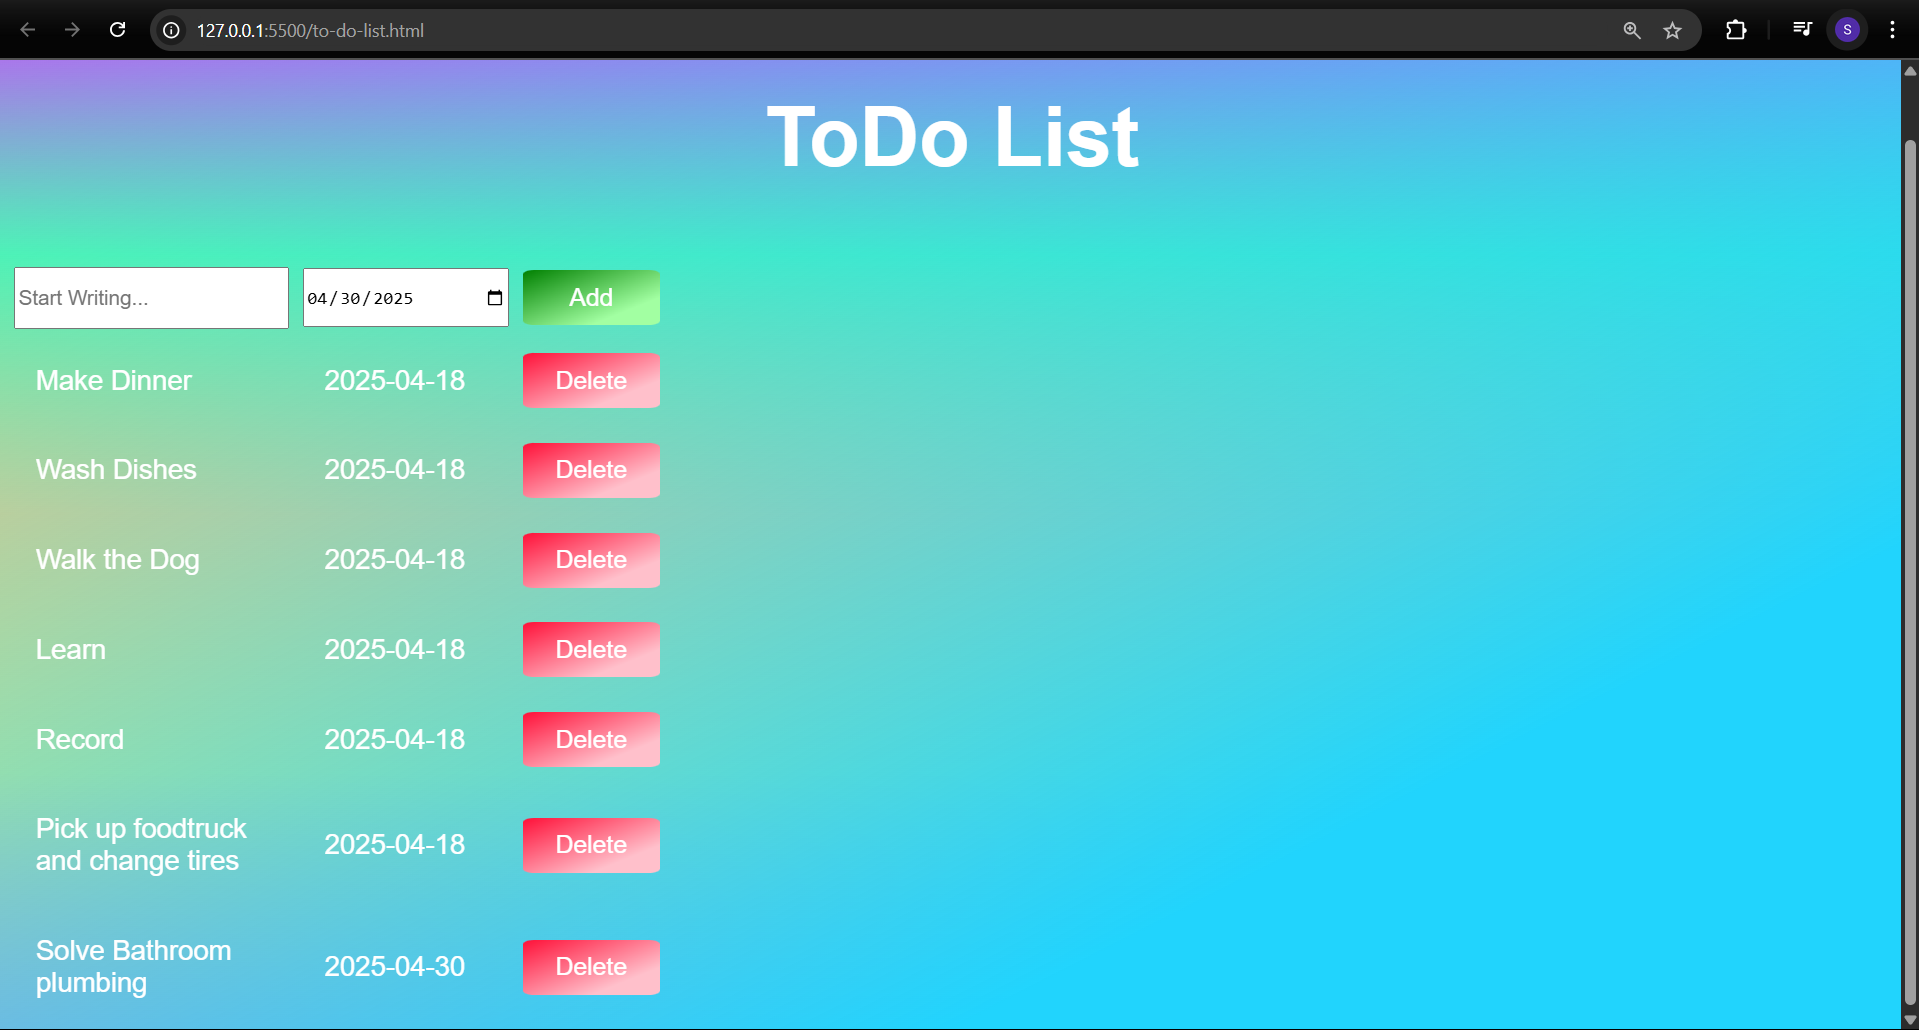 127.0.0.1:5500/to-do-list.html
S
ToDo List
Start Writing...
04/30/2025
Add
Make Dinner
2025-04-18
Delete
Wash Dishes
2025-04-18
Delete
Walk the Dog
2025-04-18
Delete
Learn
2025-04-18
Delete
Record
2025-04-18
Delete
Pick up foodtruck
and change tires
2025-04-18
Delete
Solve Bathroom
plumbing
2025-04-30
Delete